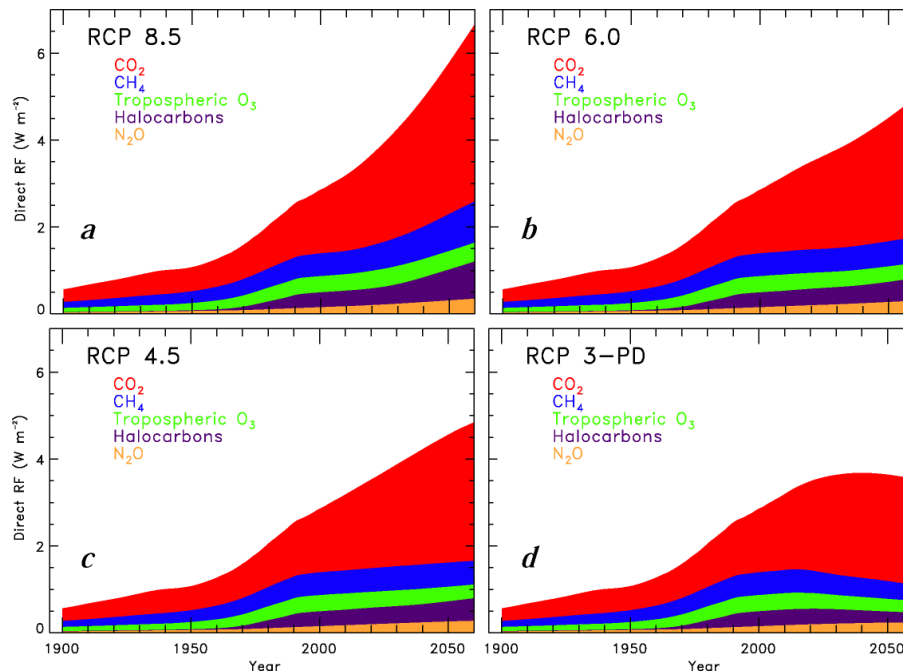 RCP 8.5
CO₂
CH₄
Tropospheric O₃
Halocarbons
N₂O
a
Direct RF (W m⁻²)
6
4
2
0
RCP 6.0
CO₂
CH₄
Tropospheric O₃
Halocarbons
N₂O
b
RCP 4.5
CO₂
CH₄
Tropospheric O₃
Halocarbons
N₂O
c
Direct RF (W m⁻²)
6
4
2
0
1900 1950 2000 2050
Year
RCP 3-PD
CO₂
CH₄
Tropospheric O₃
Halocarbons
N₂O
d
1900 1950 2000 2050
Year